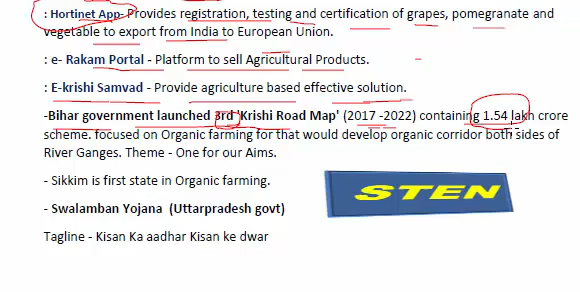 : Hortinet App- Provides registration, testing and certification of grapes, pomegranate and
vegetable to export from India to European Union.
: e- Rakam Portal - Platform to sell Agricultural Products.
: E-krishi Samvad - Provide agriculture based effective solution.
-Bihar government launched 3rd 'Krishi Road Map' (2017 -2022) containing 1.54 lakh crore
scheme. focused on Organic farming for that would develop organic corridor both sides of
River Ganges. Theme - One for our Aims.
- Sikkim is first state in Organic farming.
- Swalamban Yojana (Uttarpradesh govt)
STEN
Tagline - Kisan Ka aadhar Kisan ke dwar